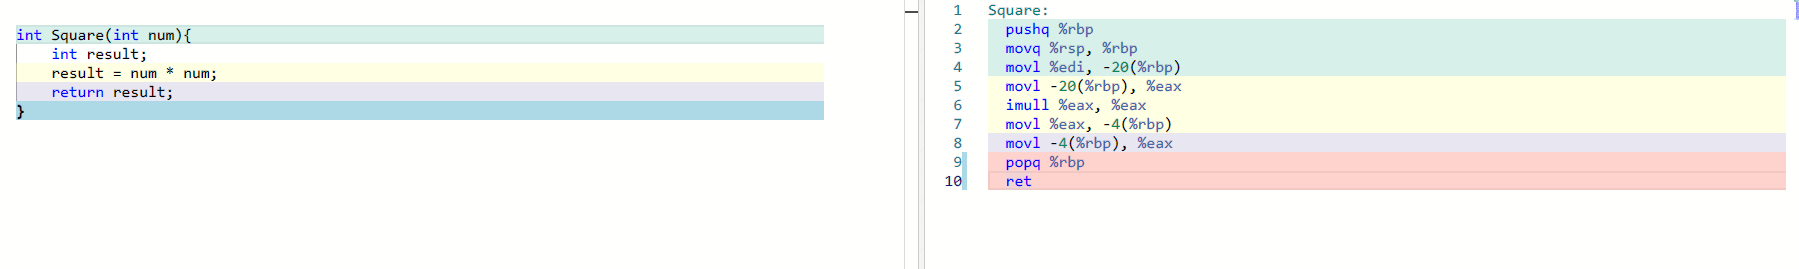 int Square(int num){
    int result;
    result = num * num;
    return result;
}
1 Square:
2   pushq %rbp
3   movq %rsp, %rbp
4   movl %edi, -20(%rbp)
5   movl -20(%rbp), %eax
6   imull %eax, %eax
7   movl %eax, -4(%rbp)
8   movl -4(%rbp), %eax
9   popq %rbp
10   ret